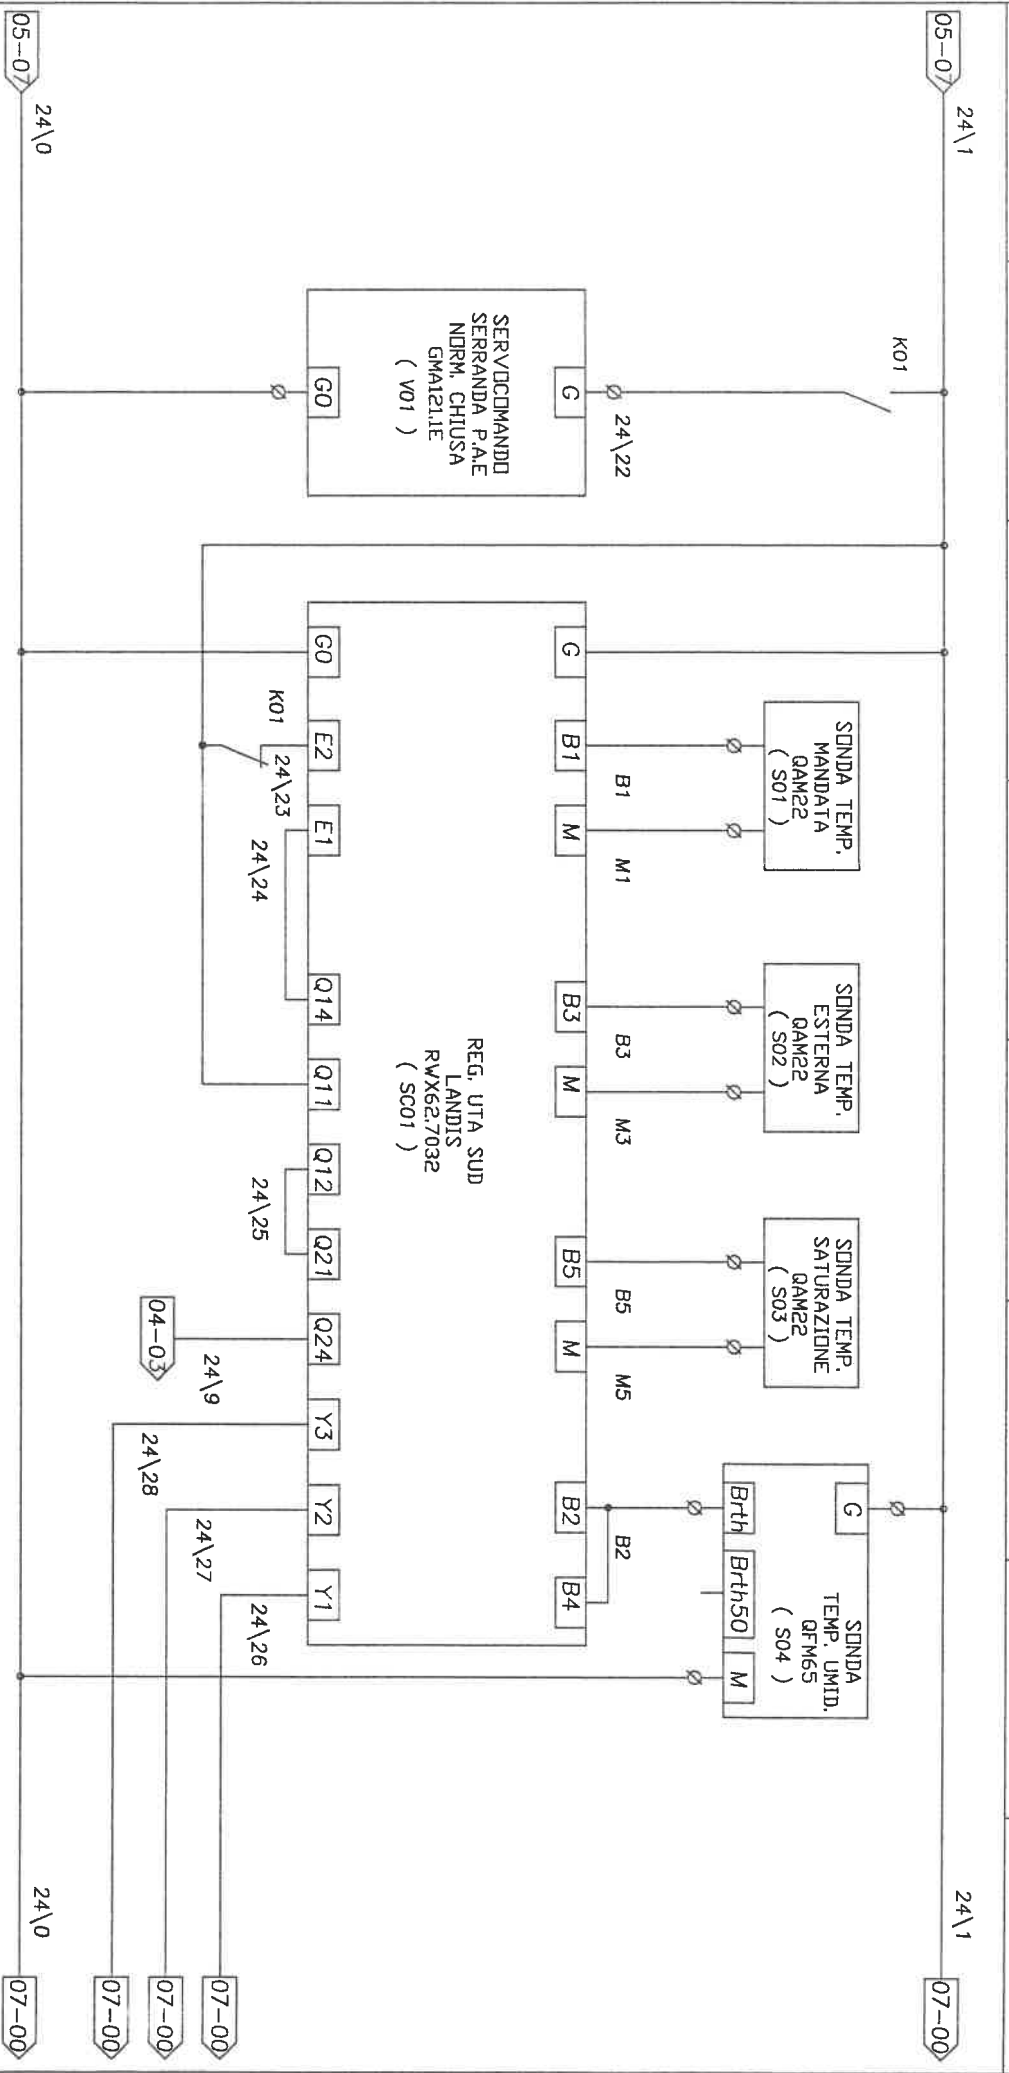 05-07
24\1
24\1
07-00
K01
24\22
G
SERVOCOMANDO
SERRANDA P.A.E
NORM. CHIUSA
GMA121.1E
( V01 )
G0
SONDA TEMP.
MANDATA
QAM22
( S01 )
B1
M1
SONDA TEMP.
ESTERNA
QAM22
( S02 )
B3
M3
SONDA TEMP.
SATURAZIONE
QAM22
( S03 )
B5
M5
G
SONDA
TEMP. UMID.
QFM65
( S04 )
Brth
Brth50
M
B2
G
B1
M
B3
M
B5
M
B2
B4
REG. UTA SUD
LANDIS
RWX62.7032
( SC01 )
G0
E2
E1
Q14
Q11
Q12
Q21
Q24
Y3
Y2
Y1
K01
24\23
24\24
24\25
24\9
04-03
24\28
24\27
24\26
07-00
07-00
07-00
05-07
24\0
24\0
07-00